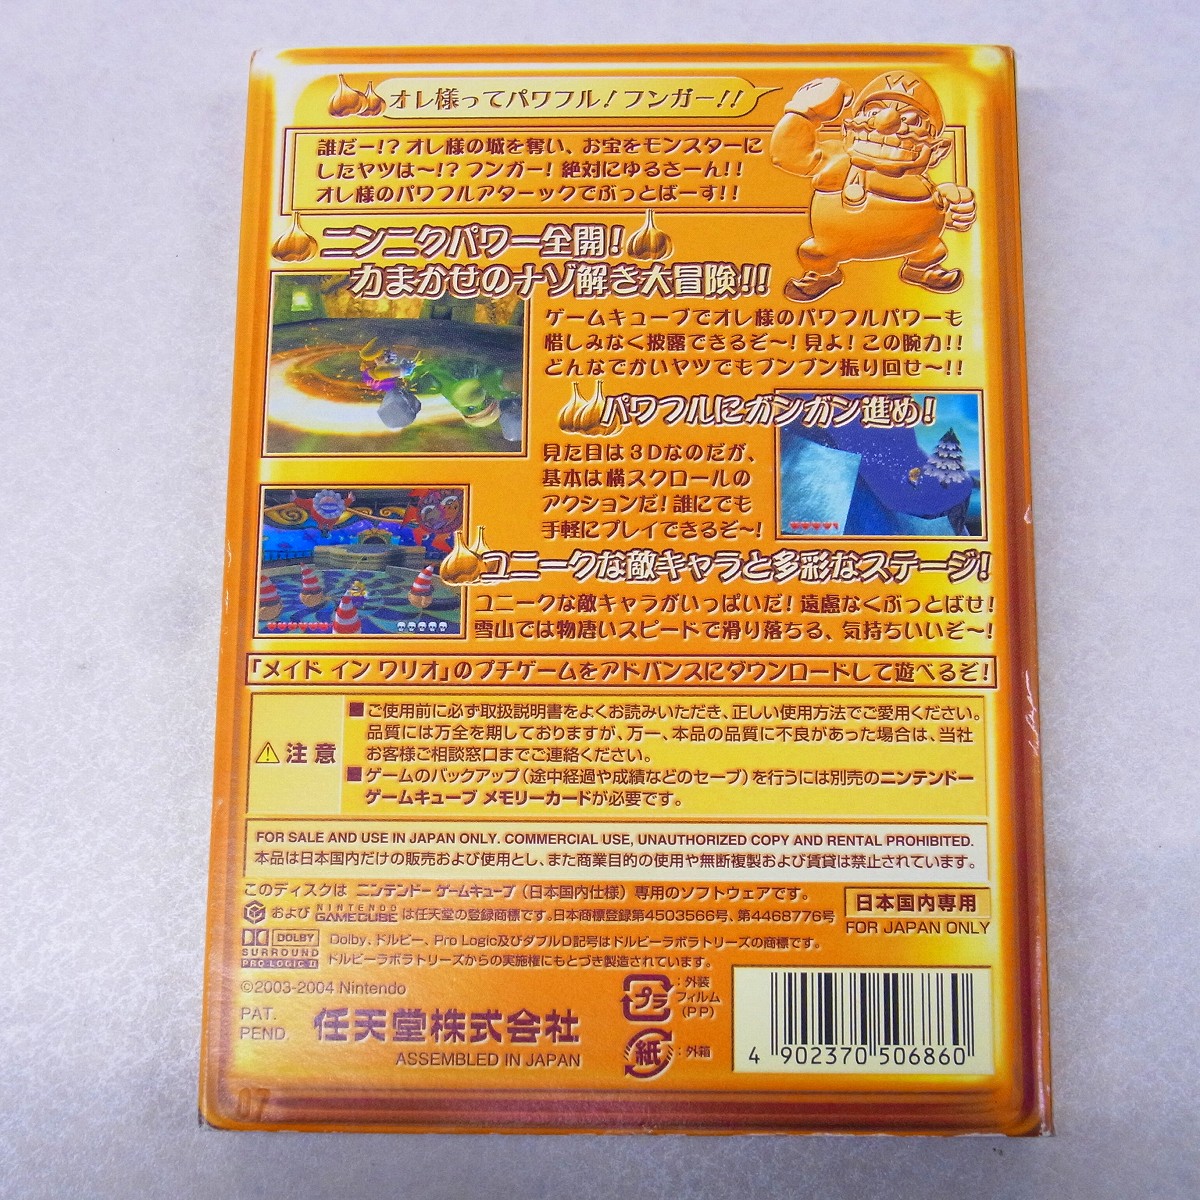 オレ様ってパワフル!フンガー!!
誰だー!? オレ様の城を奪い、お宝をモンスターに
したヤツは〜!? フンガー! 絶対にゆるさーん!!
オレ様のパワフルアタックでぶっとばーす!!
ニンニクパワー全開!
力まかせのナゾ解き大冒険!!
ゲームキューブでオレ様のパワフルパワーも
惜しみなく披露できるぞ〜! 見よ! この腕力!!
どんなでかいヤツでもブンブン振り回せ〜!!
パワフルにガンガン進め!
見た目は3Dなのだが、
基本は横スクロールの
アクションだ! 誰にでも
手軽にプレイできるぞ〜!
ユニークな敵キャラと多彩なステージ!
ユニークな敵キャラがいっぱいだ! 遠慮なくぶっとばせ!
雪山では物凄いスピードで滑り落ちる、気持ちいいぞ〜!
「メイド イン ワリオ」のプチゲームをアドバンスにダウンロードして遊べるぞ!
注意
■ご使用前に必ず取扱説明書をよくお読みいただき、正しい使用方法でご愛用ください。
品質には万全を期しておりますが、万一、本品の品質に不良があった場合は、当社
お客様ご相談窓口までご連絡ください。
■ゲームのバックアップ(途中経過や成績などのセーブ)を行うには別売のニンテンドー
ゲームキューブ メモリーカードが必要です。
FOR SALE AND USE IN JAPAN ONLY. COMMERCIAL USE, UNAUTHORIZED COPY AND RENTAL PROHIBITED.
本品は日本国内だけの販売および使用とし、また商業目的の使用や無断複製および賃貸は禁止されています。
このディスクは ニンテンドー ゲームキューブ (日本国内仕様) 専用のソフトウェアです。
および NINTENDO GAMECUBE は任天堂の登録商標です。日本商標登録第4503566号、第4468776号
日本国内専用
FOR JAPAN ONLY
DOLBY
SURROUND
PRO LOGIC II
Dolby、ドルビー、Pro Logic及びダブルD記号はドルビーラボラトリーズの商標です。
ドルビーラボラトリーズからの実施権にもとづき製造されています。
©2003-2004 Nintendo
PAT.
PEND.
任天堂株式会社
ASSEMBLED IN JAPAN
プラ
:外装
フィルム
(PP)
紙
:外箱
4 902370 506860
07